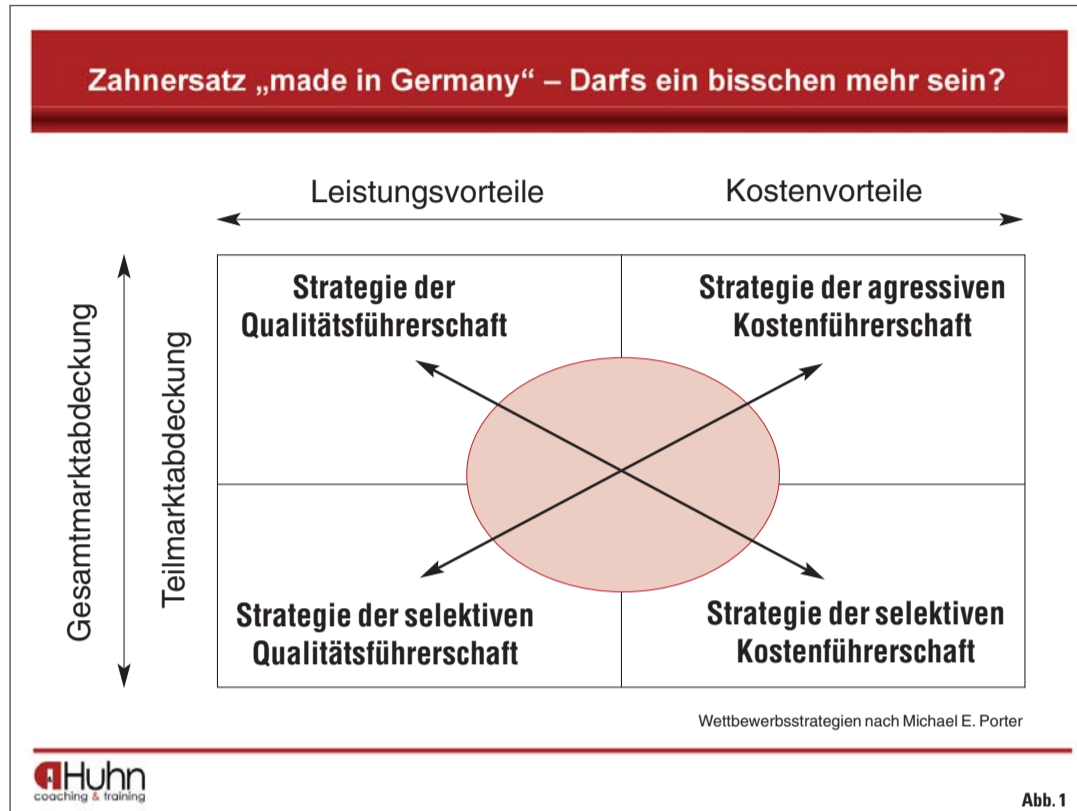 Zahnersatz „made in Germany“ – Darfs ein bisschen mehr sein?
Leistungsvorteile
Kostenvorteile
Gesamtmarktabdeckung
Teilmarktabdeckung
Strategie der
Qualitätsführerschaft
Strategie der agressiven
Kostenführerschaft
Strategie der selektiven
Qualitätsführerschaft
Strategie der selektiven
Kostenführerschaft
Wettbewerbsstrategien nach Michael E. Porter
Huhn
coaching & training
Abb. 1